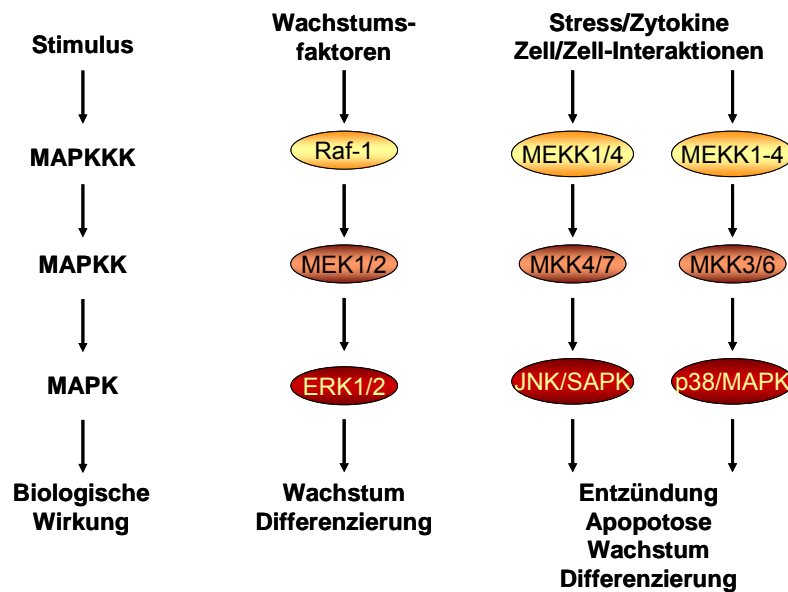 Stimulus
Wachstums-
faktoren
Stress/Zytokine
Zell/Zell-Interaktionen
MAPKKK
Raf-1
MEKK1/4
MEKK1-4
MAPKK
MEK1/2
MKK4/7
MKK3/6
MAPK
ERK1/2
JNK/SAPK
p38/MAPK
Biologische
Wirkung
Wachstum
Differenzierung
Entzündung
Apopotose
Wachstum
Differenzierung